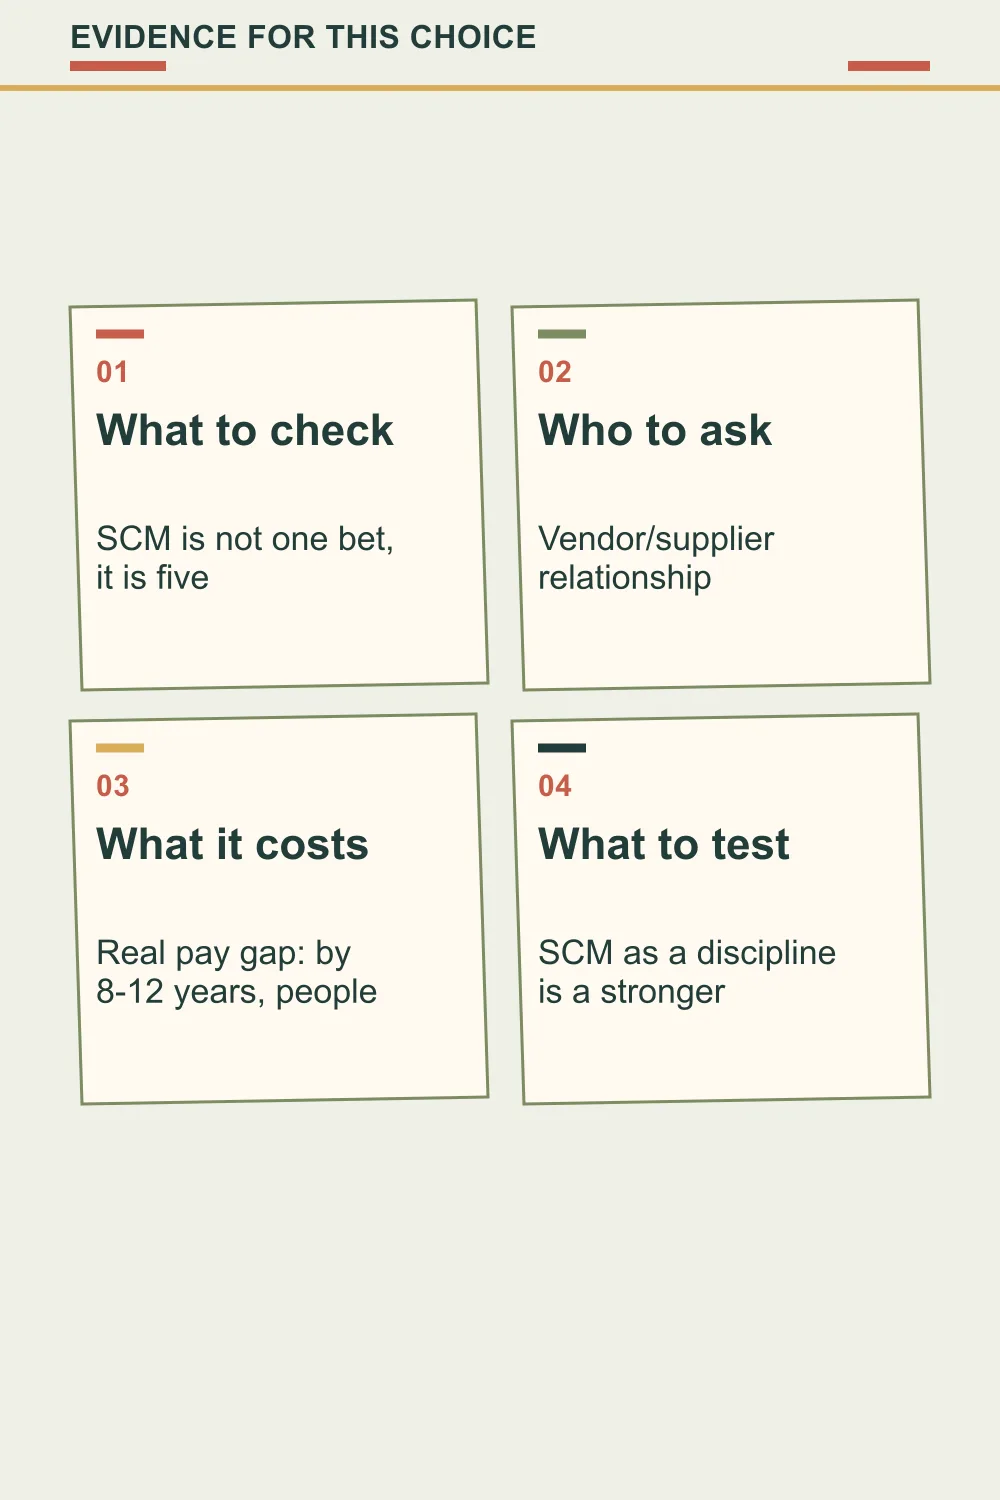 EVIDENCE FOR THIS CHOICE
01
What to check
SCM is not one bet,
it is five
02
Who to ask
Vendor/supplier
relationship
03
What it costs
Real pay gap: by
8-12 years, people
04
What to test
SCM as a discipline
is a stronger